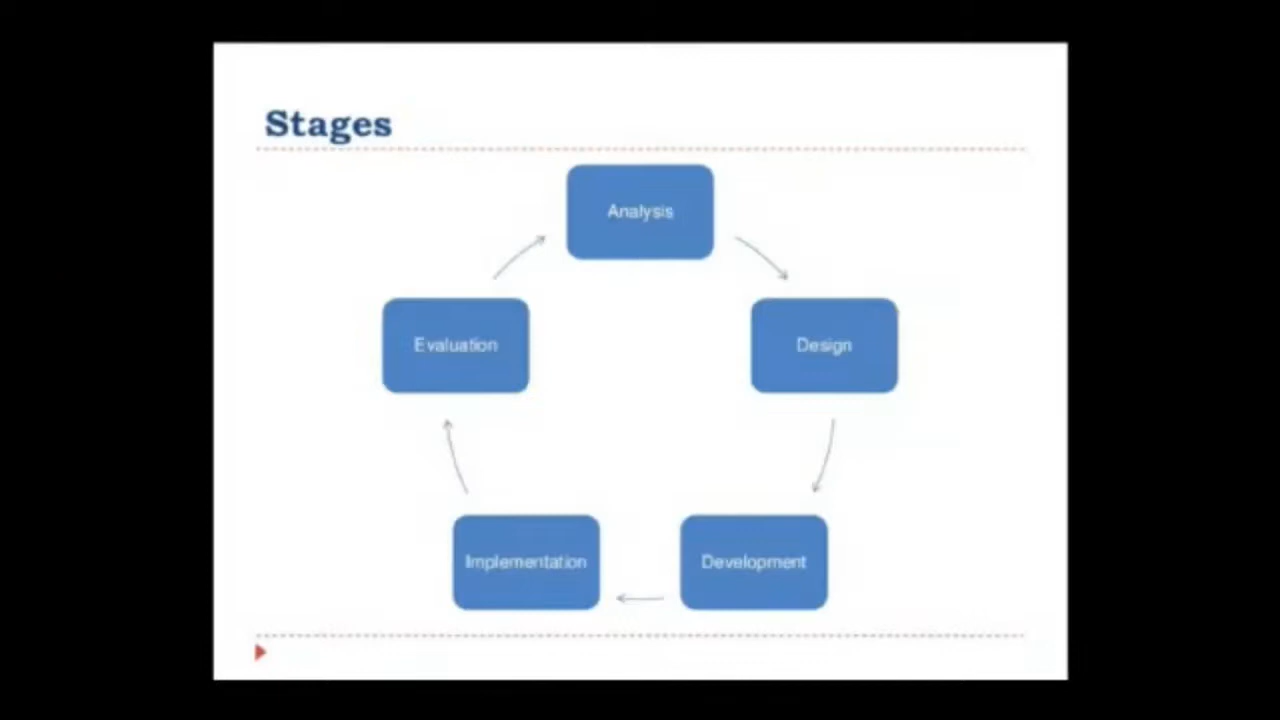 Stages
Analysis
Evaluation
Design
Implementation
Development